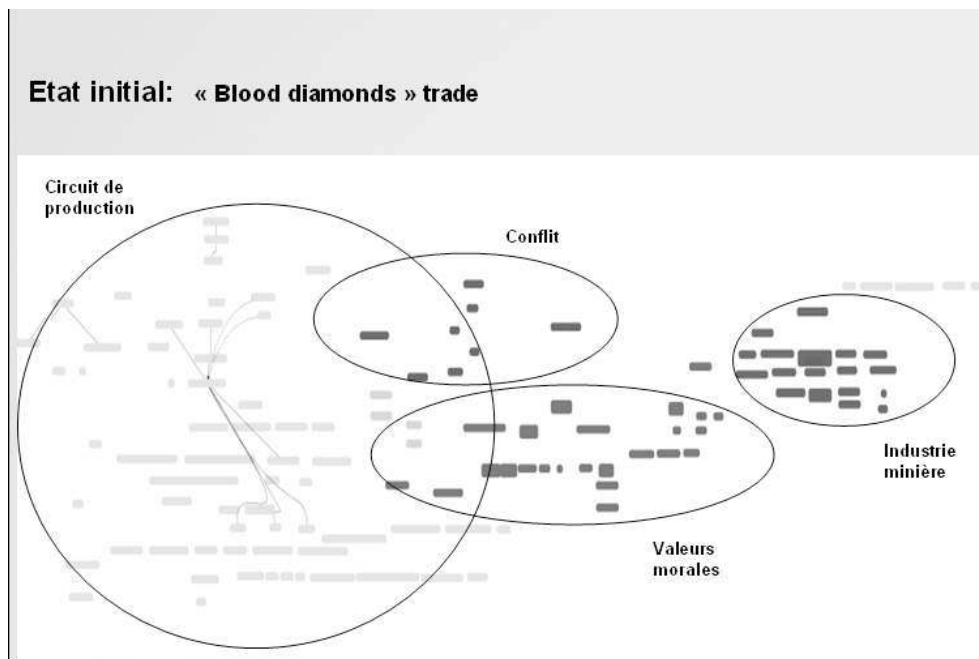 Etat initial: « Blood diamonds » trade
Circuit de
production
Conflit
Industrie
minière
Valeurs
morales